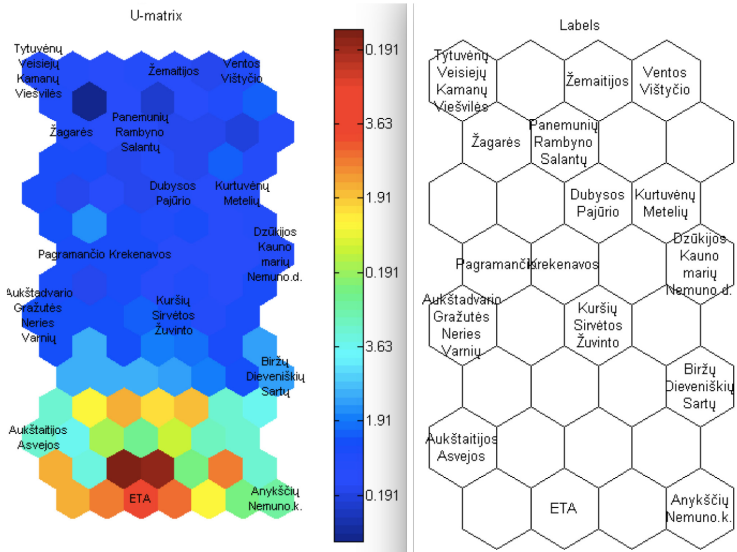 U-matrix
Tytuvėnų
Veisiejų
Kamanų
Viešvilės
Žemaitijos
Ventos
Vištyčio
Žagarės
Panemunių
Rambyno
Salantų
Dubysos
Pajūrio
Kurtuvėnų
Metelių
Dzūkijos
Kauno
marių
Nemuno.d.
Pagramančio
Krekenavos
Aukštadvario
Gražutės
Neries
Varnių
Kuršių
Sirvėtos
Žuvinto
Biržų
Dieveniškių
Sartų
Aukštaitijos
Asvejos
ETA
Anykščių
Nemuno.k.
0.191
3.63
1.91
0.191
3.63
1.91
0.191
Labels
Tytuvėnų
Veisiejų
Kamanų
Viešvilės
Žemaitijos
Ventos
Vištyčio
Žagarės
Panemunių
Rambyno
Salantų
Dubysos
Pajūrio
Kurtuvėnų
Metelių
Dzūkijos
Kauno
marių
Nemuno.d.
Pagramančio
Krekenavos
Aukštadvario
Gražutės
Neries
Varnių
Kuršių
Sirvėtos
Žuvinto
Biržų
Dieveniškių
Sartų
Aukštaitijos
Asvejos
ETA
Anykščių
Nemuno.k.